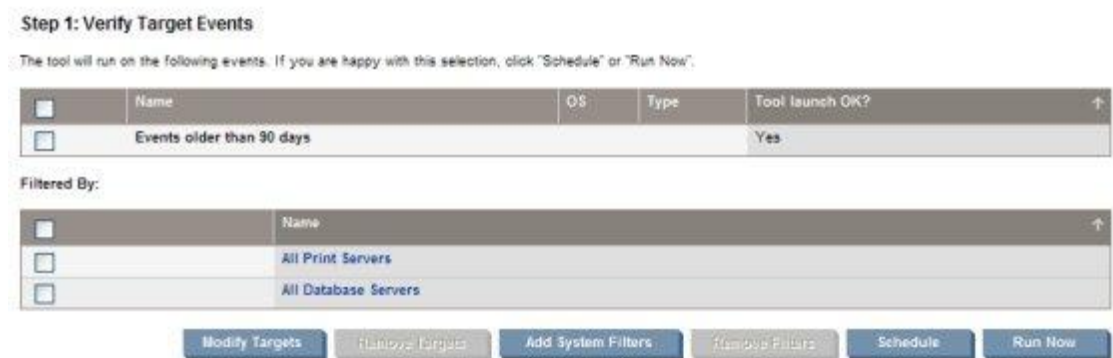 Step 1: Verify Target Events
The tool will run on the following events. If you are happy with this selection, click "Schedule" or "Run Now".
Name OS Type Tool launch OK?
Events older than 90 days Yes
Filtered By:
Name
All Print Servers
All Database Servers
Modify Targets Remove Targets Add System Filters Remove Filters Schedule Run Now